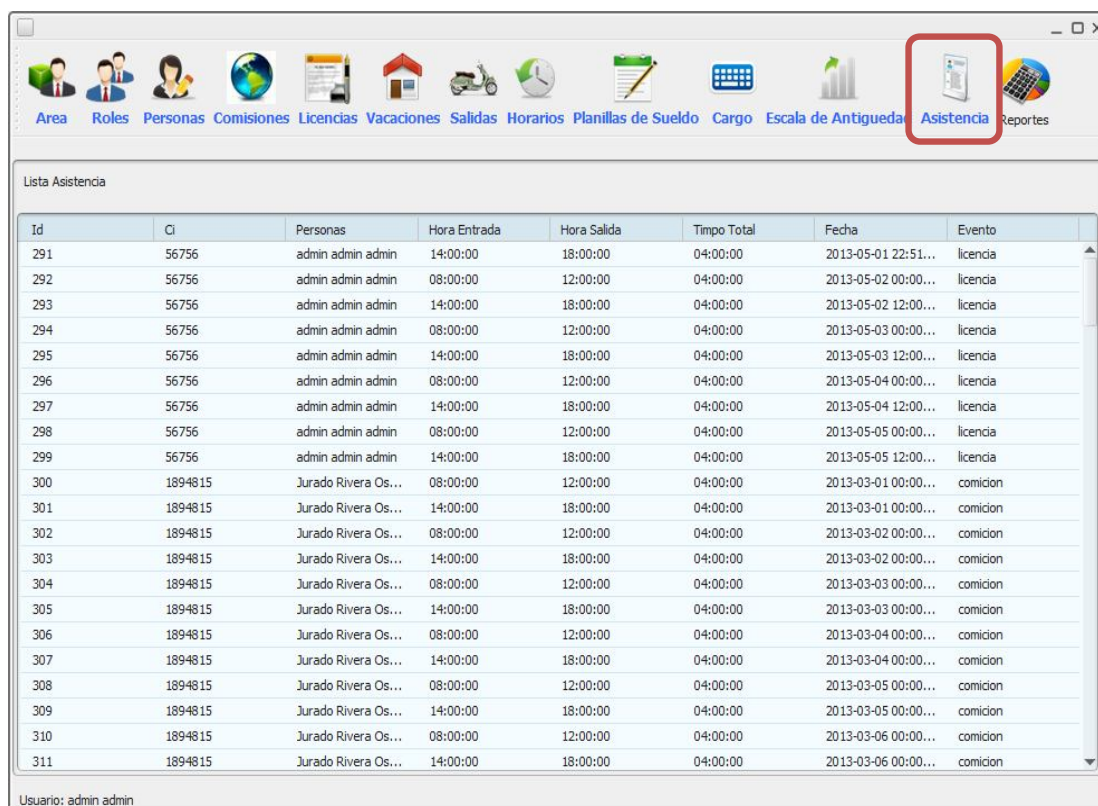 Area Roles Personas Comisiones Licencias Vacaciones Salidas Horarios Planillas de Sueldo Cargo Escala de Antigueda Asistencia Reportes
Lista Asistencia
Id Ci Personas Hora Entrada Hora Salida Timpo Total Fecha Evento
291 56756 admin admin admin 14:00:00 18:00:00 04:00:00 2013-05-01 22:51... licencia
292 56756 admin admin admin 08:00:00 12:00:00 04:00:00 2013-05-02 00:00... licencia
293 56756 admin admin admin 14:00:00 18:00:00 04:00:00 2013-05-02 12:00... licencia
294 56756 admin admin admin 08:00:00 12:00:00 04:00:00 2013-05-03 00:00... licencia
295 56756 admin admin admin 14:00:00 18:00:00 04:00:00 2013-05-03 12:00... licencia
296 56756 admin admin admin 08:00:00 12:00:00 04:00:00 2013-05-04 00:00... licencia
297 56756 admin admin admin 14:00:00 18:00:00 04:00:00 2013-05-04 12:00... licencia
298 56756 admin admin admin 08:00:00 12:00:00 04:00:00 2013-05-05 00:00... licencia
299 56756 admin admin admin 14:00:00 18:00:00 04:00:00 2013-05-05 12:00... licencia
300 1894815 Jurado Rivera Os... 08:00:00 12:00:00 04:00:00 2013-03-01 00:00... comicion
301 1894815 Jurado Rivera Os... 14:00:00 18:00:00 04:00:00 2013-03-01 00:00... comicion
302 1894815 Jurado Rivera Os... 08:00:00 12:00:00 04:00:00 2013-03-02 00:00... comicion
303 1894815 Jurado Rivera Os... 14:00:00 18:00:00 04:00:00 2013-03-02 00:00... comicion
304 1894815 Jurado Rivera Os... 08:00:00 12:00:00 04:00:00 2013-03-03 00:00... comicion
305 1894815 Jurado Rivera Os... 14:00:00 18:00:00 04:00:00 2013-03-03 00:00... comicion
306 1894815 Jurado Rivera Os... 08:00:00 12:00:00 04:00:00 2013-03-04 00:00... comicion
307 1894815 Jurado Rivera Os... 14:00:00 18:00:00 04:00:00 2013-03-04 00:00... comicion
308 1894815 Jurado Rivera Os... 08:00:00 12:00:00 04:00:00 2013-03-05 00:00... comicion
309 1894815 Jurado Rivera Os... 14:00:00 18:00:00 04:00:00 2013-03-05 00:00... comicion
310 1894815 Jurado Rivera Os... 08:00:00 12:00:00 04:00:00 2013-03-06 00:00... comicion
311 1894815 Jurado Rivera Os... 14:00:00 18:00:00 04:00:00 2013-03-06 00:00... comicion
Usuario: admin admin